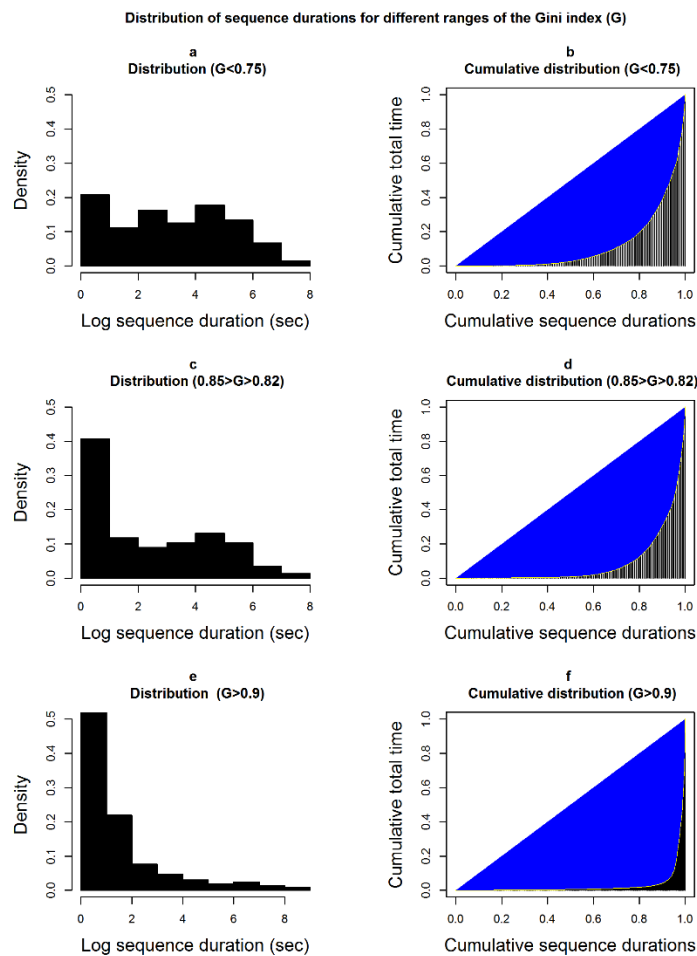 Distribution of sequence durations for different ranges of the Gini index (G)
a
Distribution (G<0.75)
Density
0.0 0.1 0.2 0.3 0.4 0.5
0 2 4 6 8
Log sequence duration (sec)
b
Cumulative distribution (G<0.75)
Cumulative total time
0.0 0.2 0.4 0.6 0.8 1.0
0.0 0.2 0.4 0.6 0.8 1.0
Cumulative sequence durations
c
Distribution (0.85>G>0.82)
Density
0.0 0.1 0.2 0.3 0.4 0.5
0 2 4 6 8
Log sequence duration (sec)
d
Cumulative distribution (0.85>G>0.82)
Cumulative total time
0.0 0.2 0.4 0.6 0.8 1.0
0.0 0.2 0.4 0.6 0.8 1.0
Cumulative sequence durations
e
Distribution (G>0.9)
Density
0.0 0.1 0.2 0.3 0.4 0.5
0 2 4 6 8
Log sequence duration (sec)
f
Cumulative distribution (G>0.9)
Cumulative total time
0.0 0.2 0.4 0.6 0.8 1.0
0.0 0.2 0.4 0.6 0.8 1.0
Cumulative sequence durations